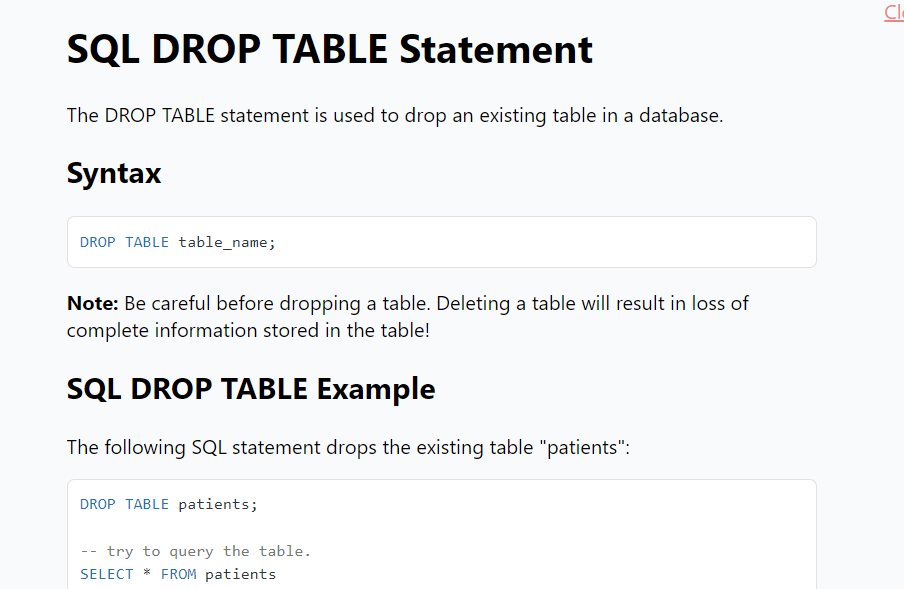 Cl
SQL DROP TABLE Statement
The DROP TABLE statement is used to drop an existing table in a database.
Syntax
DROP TABLE table_name;
Note: Be careful before dropping a table. Deleting a table will result in loss of
complete information stored in the table!
SQL DROP TABLE Example
The following SQL statement drops the existing table "patients":
DROP TABLE patients;
-- try to query the table.
SELECT * FROM patients